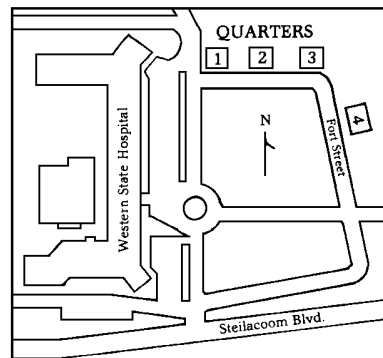 QUARTERS
1 2 3
4
N
Fort Street
Western State Hospital
Steilacoom Blvd.